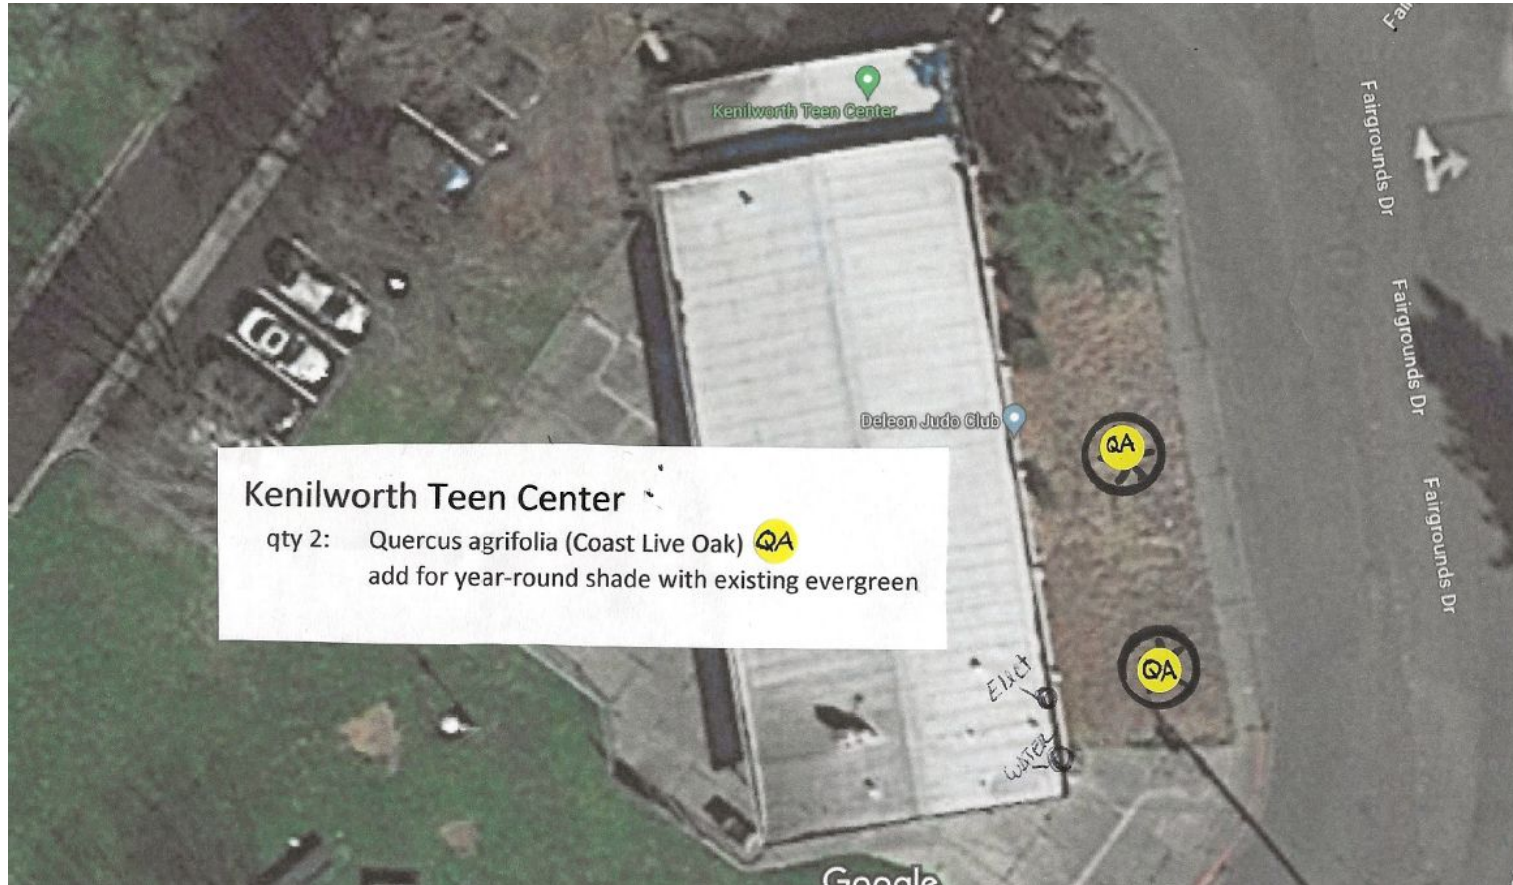 Fai
Kenilworth Teen Center
Fairgrounds Dr
Fairgrounds Dr
Deleon Judo Club
QA
Kenilworth Teen Center
qty 2: Quercus agrifolia (Coast Live Oak) QA
add for year-round shade with existing evergreen
Fairgrounds Dr
Elect
QA
WATER
Google